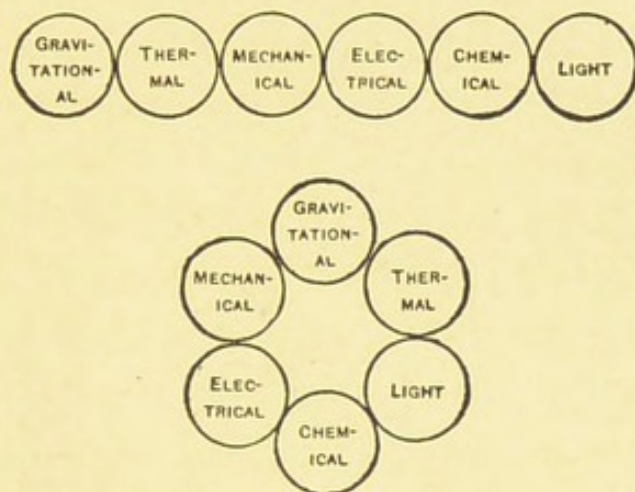 GRAVI-
TATION-
AL
THER-
MAL
MECHAN-
ICAL
ELEC-
TRICAL
CHEM-
ICAL
LIGHT
GRAVI-
TATION-
AL
MECHAN-
ICAL
THER-
MAL
ELEC-
TRICAL
LIGHT
CHEM-
ICAL